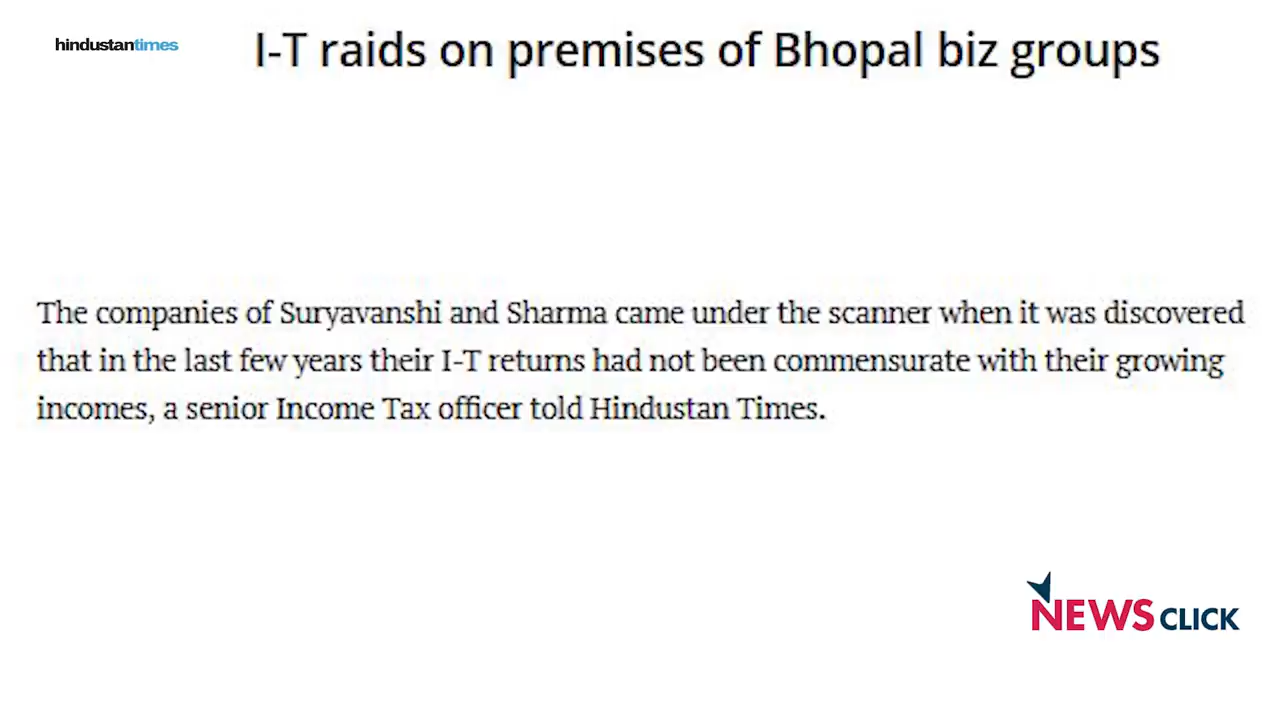 hindustantimes
I-T raids on premises of Bhopal biz groups
The companies of Suryavanshi and Sharma came under the scanner when it was discovered
that in the last few years their I-T returns had not been commensurate with their growing
incomes, a senior Income Tax officer told Hindustan Times.
NEWS CLICK